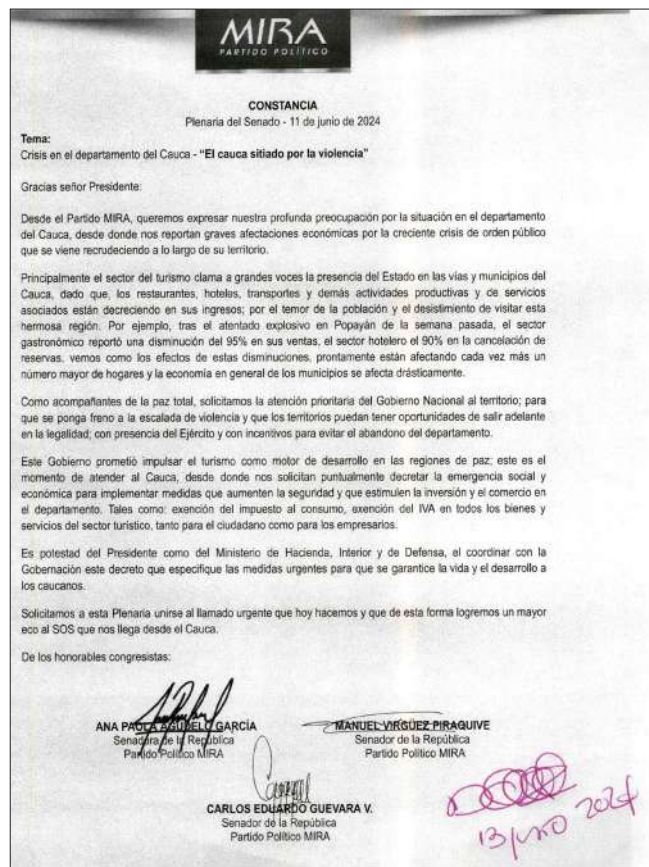 MIRA
PARTIDO POLÍTICO
CONSTANCIA
Plenaria del Senado - 11 de junio de 2024
Tema:
Crisis en el departamento del Cauca - "El cauca sitiado por la violencia"
Gracias señor Presidente:
Desde el Partido MIRA, queremos expresar nuestra profunda preocupación por la situación en el departamento
del Cauca, desde donde nos reportan graves afectaciones económicas por la creciente crisis de orden público
que se viene recrudeciendo a lo largo de su territorio.
Principalmente el sector del turismo clama a grandes voces la presencia del Estado en las vías y municipios del
Cauca, dado que, los restaurantes, hoteles, transportes y demás actividades productivas y de servicios
asociados están decreciendo en sus ingresos; por el temor de la población y el desistimiento de visitar esta
hermosa región. Por ejemplo, tras el atentado explosivo en Popayán de la semana pasada, el sector
gastronómico reportó una disminución del 95% en sus ventas, el sector hotelero el 90% en la cancelación de
reservas, vemos como los efectos de estas disminuciones, prontamente están afectando cada vez más un
número mayor de hogares y la economía en general de los municipios se afecta drásticamente.
Como acompañantes de la paz total, solicitamos la atención prioritaria del Gobierno Nacional al territorio; para
que se ponga freno a la escalada de violencia y que los territorios puedan tener oportunidades de salir adelante
en la legalidad; con presencia del Ejército y con incentivos para evitar el abandono del departamento.
Este Gobierno prometió impulsar el turismo como motor de desarrollo en las regiones de paz; este es el
momento de atender al Cauca, desde donde nos solicitan puntualmente decretar la emergencia social y
económica para implementar medidas que aumenten la seguridad y que estimulen la inversión y el comercio en
el departamento. Tales como: exención del impuesto al consumo, exención del IVA en todos los bienes y
servicios del sector turístico, tanto para el ciudadano como para los empresarios.
Es potestad del Presidente como del Ministerio de Hacienda, Interior y de Defensa, el coordinar con la
Gobernación este decreto que especifique las medidas urgentes para que se garantice la vida y el desarrollo a
los caucanos.
Solicitamos a esta Plenaria unirse al llamado urgente que hoy hacemos y que de esta forma logremos un mayor
eco al SOS que nos llega desde el Cauca.
De los honorables congresistas:
ANA PAOLA AGUDELO GARCÍA
Senadora de la República
Partido Político MIRA
MANUEL VIRGÜEZ PIRAQUIVE
Senador de la República
Partido Político MIRA
CARLOS EDUARDO GUEVARA V.
Senador de la República
Partido Político MIRA
13 junio 2024